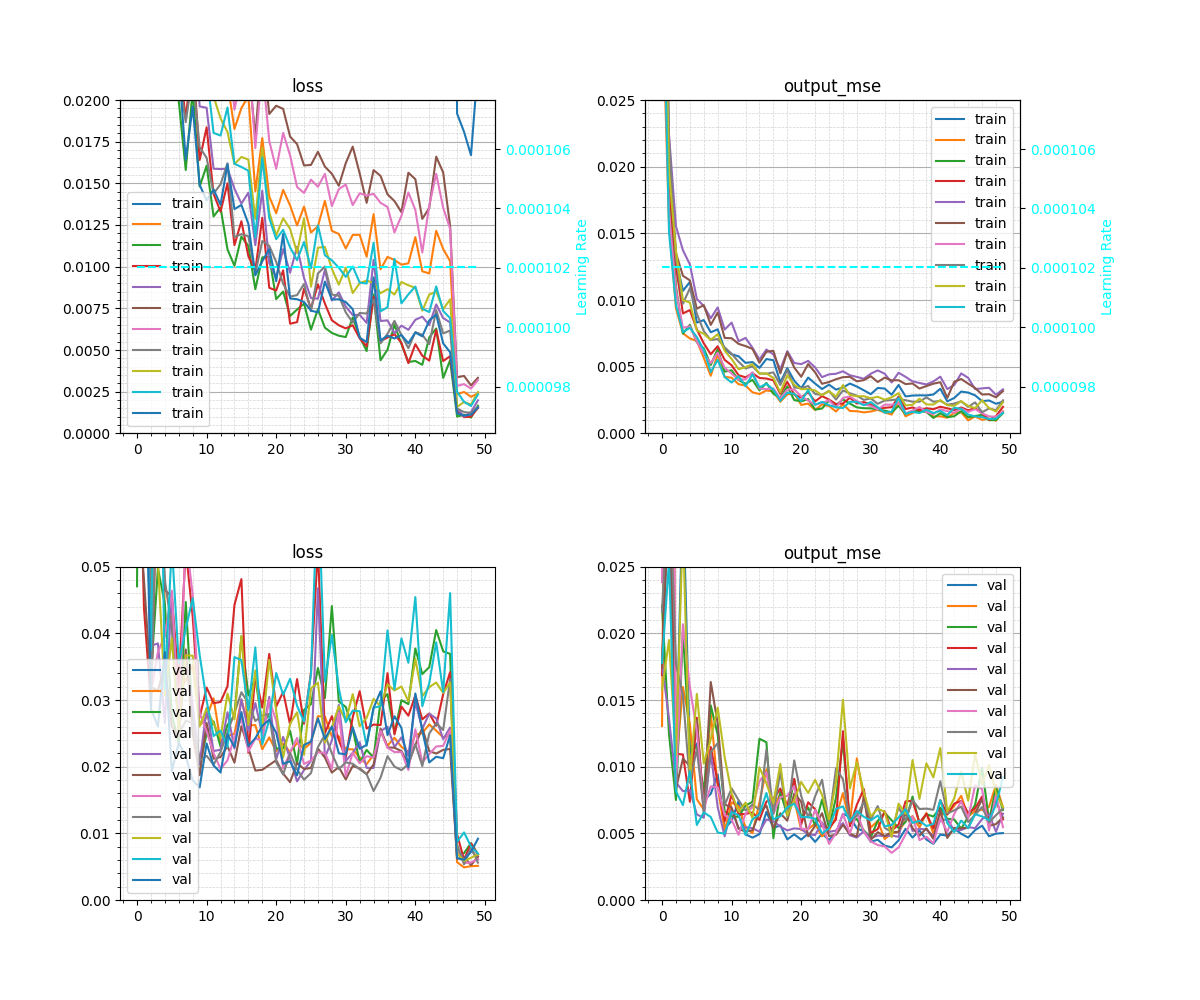 loss
0.0200
0.0175
0.0150
0.0125
0.0100
0.0075
0.0050
0.0025
0.0000
train
train
train
train
train
train
train
train
train
train
train
0 10 20 30 40 50
0.000106
0.000104
0.000102
0.000100
0.000098
Learning Rate
output_mse
0.025
0.020
0.015
0.010
0.005
0.000
train
train
train
train
train
train
train
train
train
train
0 10 20 30 40 50
0.000106
0.000104
0.000102
0.000100
0.000098
Learning Rate
loss
0.05
0.04
0.03
0.02
0.01
0.00
val
val
val
val
val
val
val
val
val
val
val
0 10 20 30 40 50
output_mse
0.025
0.020
0.015
0.010
0.005
0.000
val
val
val
val
val
val
val
val
val
val
0 10 20 30 40 50